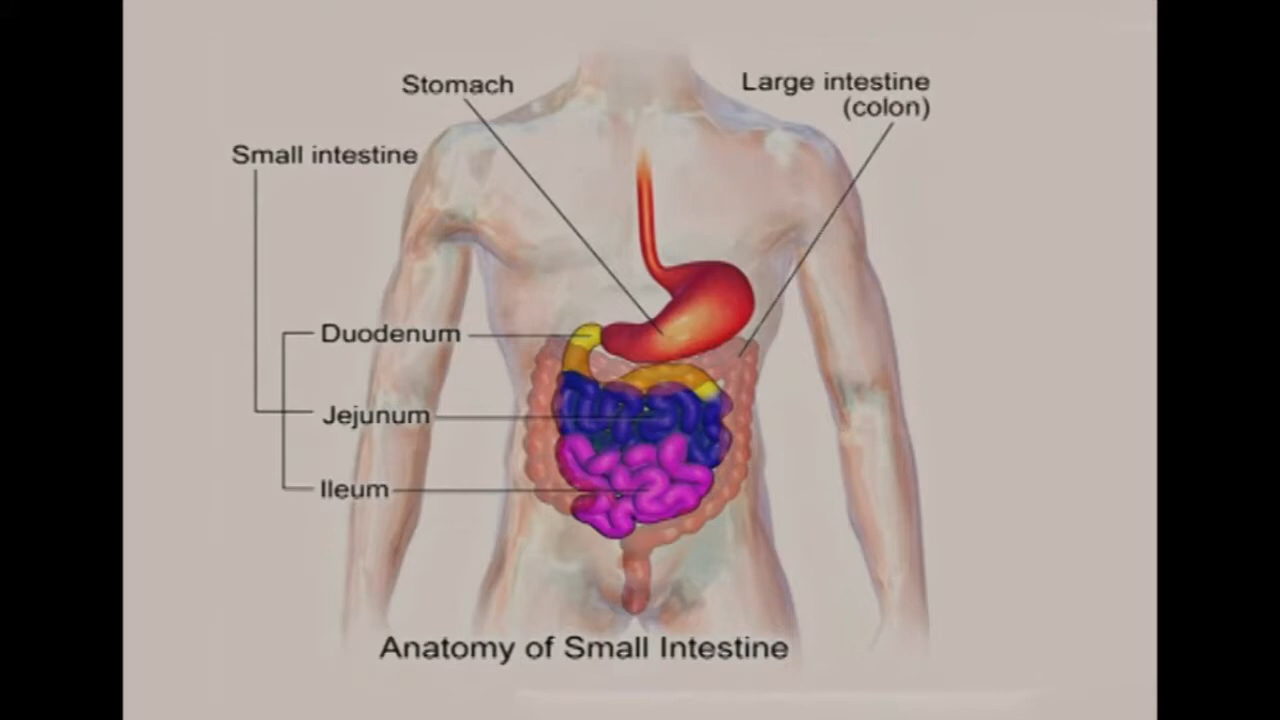 Stomach
Large intestine
(colon)
Small intestine
Duodenum
Jejunum
Ileum
Anatomy of Small Intestine